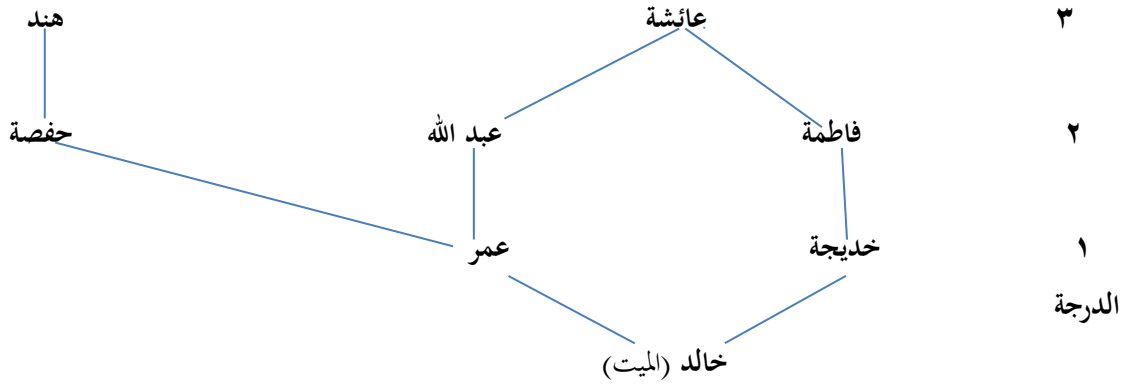 ٣ عائشة هند
٢ فاطمة عبد الله حفصة
١ خديجة عمر
الدرجة
خالد (الميت)